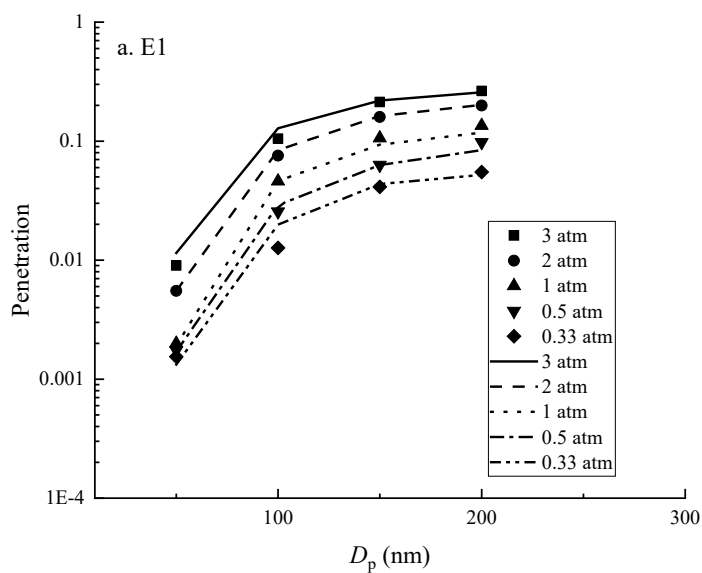 a. E1
1
0.1
0.01
0.001
1E-4
Penetration
100
200
300
D_p (nm)
3 atm
2 atm
1 atm
0.5 atm
0.33 atm
3 atm
2 atm
1 atm
0.5 atm
0.33 atm